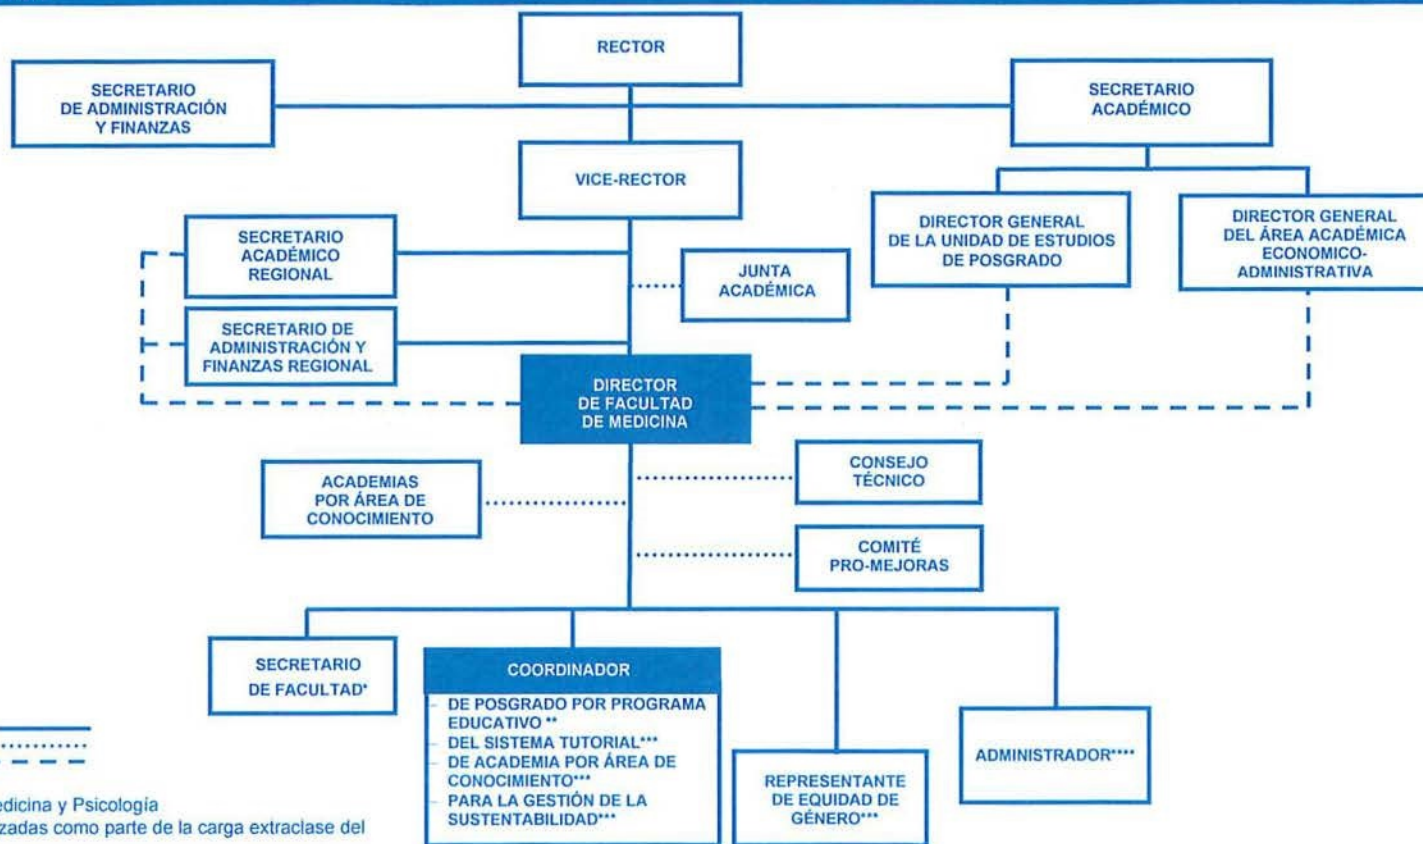 RECTOR
SECRETARIO
DE ADMINISTRACIÓN
Y FINANZAS
SECRETARIO
ACADÉMICO
VICE-RECTOR
DIRECTOR GENERAL
DE LA UNIDAD DE ESTUDIOS
DE POSGRADO
DIRECTOR GENERAL
DEL ÁREA ACADÉMICA
ECONOMICO-
ADMINISTRATIVA
SECRETARIO
ACADÉMICO
REGIONAL
JUNTA
ACADÉMICA
SECRETARIO DE
ADMINISTRACIÓN Y
FINANZAS REGIONAL
DIRECTOR
DE FACULTAD
DE MEDICINA
ACADEMIAS
POR ÁREA DE
CONOCIMIENTO
CONSEJO
TÉCNICO
COMITÉ
PRO-MEJORAS
SECRETARIO
DE FACULTAD*
COORDINADOR
– DE POSGRADO POR PROGRAMA
EDUCATIVO **
– DEL SISTEMA TUTORIAL***
– DE ACADEMIA POR ÁREA DE
CONOCIMIENTO***
– PARA LA GESTIÓN DE LA
SUSTENTABILIDAD***
REPRESENTANTE
DE EQUIDAD DE
GÉNERO***
ADMINISTRADOR****
edicina y Psicología
zadas como parte de la carga extraclase del